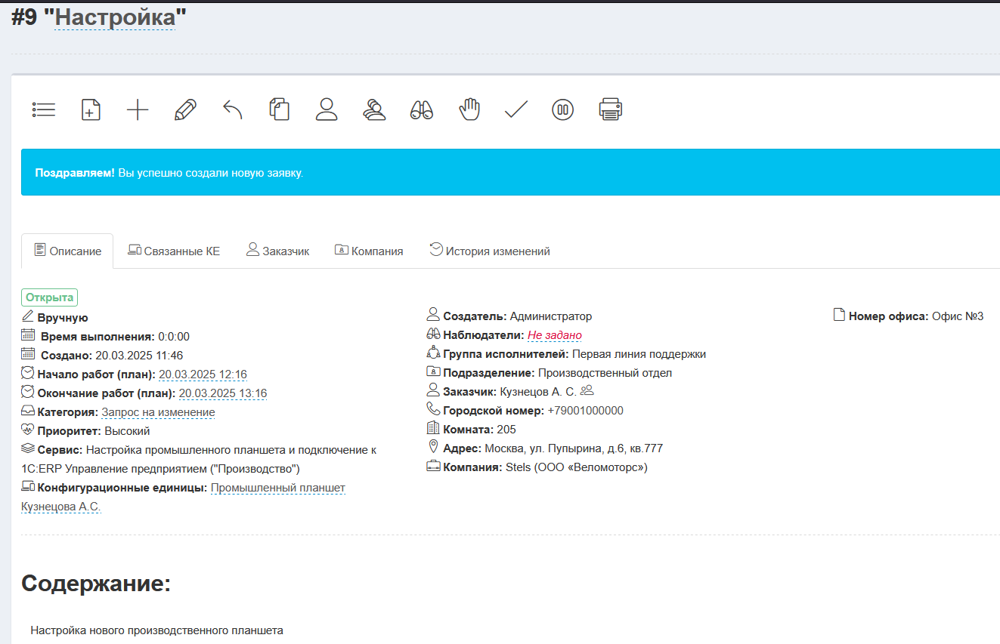 #9 "Настройка"
Поздравляем! Вы успешно создали новую заявку.
Описание Связанные КЕ Заказчик Компания История изменений
Открыта
Вручную
Время выполнения: 0:0:00
Создано: 20.03.2025 11:46
Начало работ (план): 20.03.2025 12:16
Окончание работ (план): 20.03.2025 13:16
Категория: Запрос на изменение
Приоритет: Высокий
Сервис: Настройка промышленного планшета и подключение к
1С:ERP Управление предприятием ("Производство")
Конфигурационные единицы: Промышленный планшет
Кузнецова А.С.
Создатель: Администратор
Наблюдатели: Не задано
Группа исполнителей: Первая линия поддержки
Подразделение: Производственный отдел
Заказчик: Кузнецов А. С.
Городской номер: +79001000000
Комната: 205
Адрес: Москва, ул. Пупырина, д.6, кв.777
Компания: Stels (ООО «Веломоторс»)
Номер офиса: Офис №3
Содержание:
Настройка нового производственного планшета